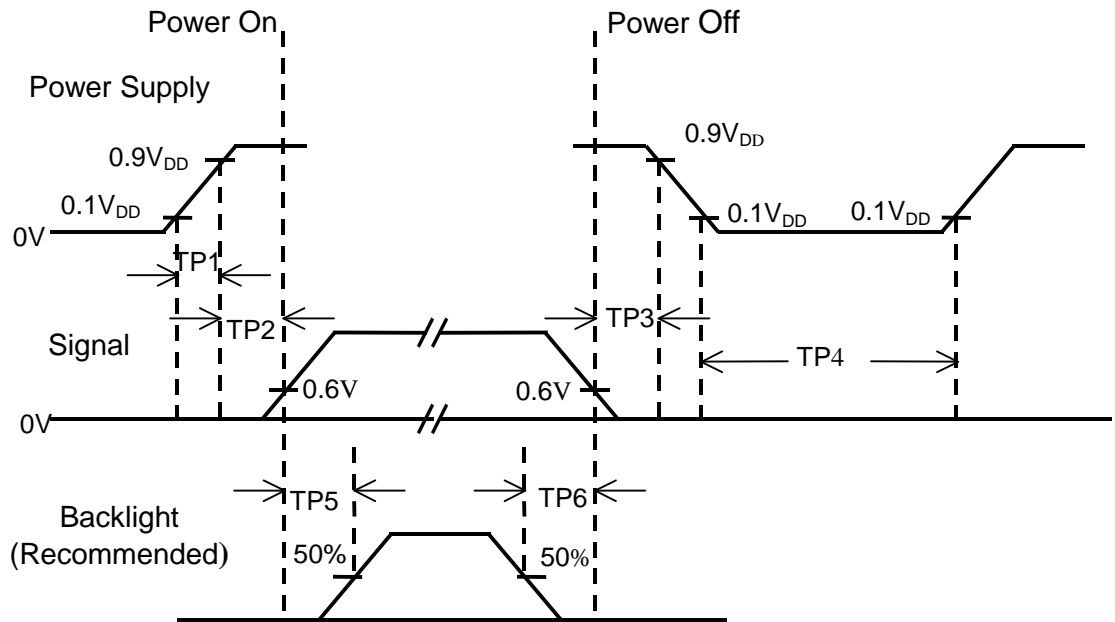 Power On
Power Off
Power Supply
0.9VDD
0.9VDD
0.1VDD
0.1VDD
0.1VDD
0V
TP1
TP2
TP3
TP4
Signal
0.6V
0.6V
0V
TP5
TP6
Backlight
(Recommended)
50%
50%